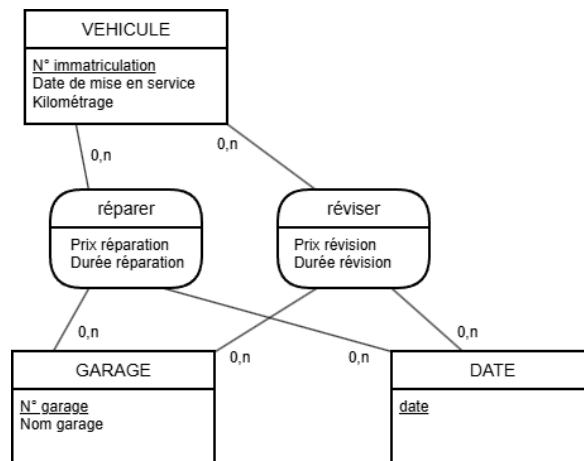 VEHICULE
N° immatriculation
Date de mise en service
Kilométrage
0,n
0,n
réparer
Prix réparation
Durée réparation
réviser
Prix révision
Durée révision
0,n
0,n
0,n
0,n
GARAGE
N° garage
Nom garage
DATE
date